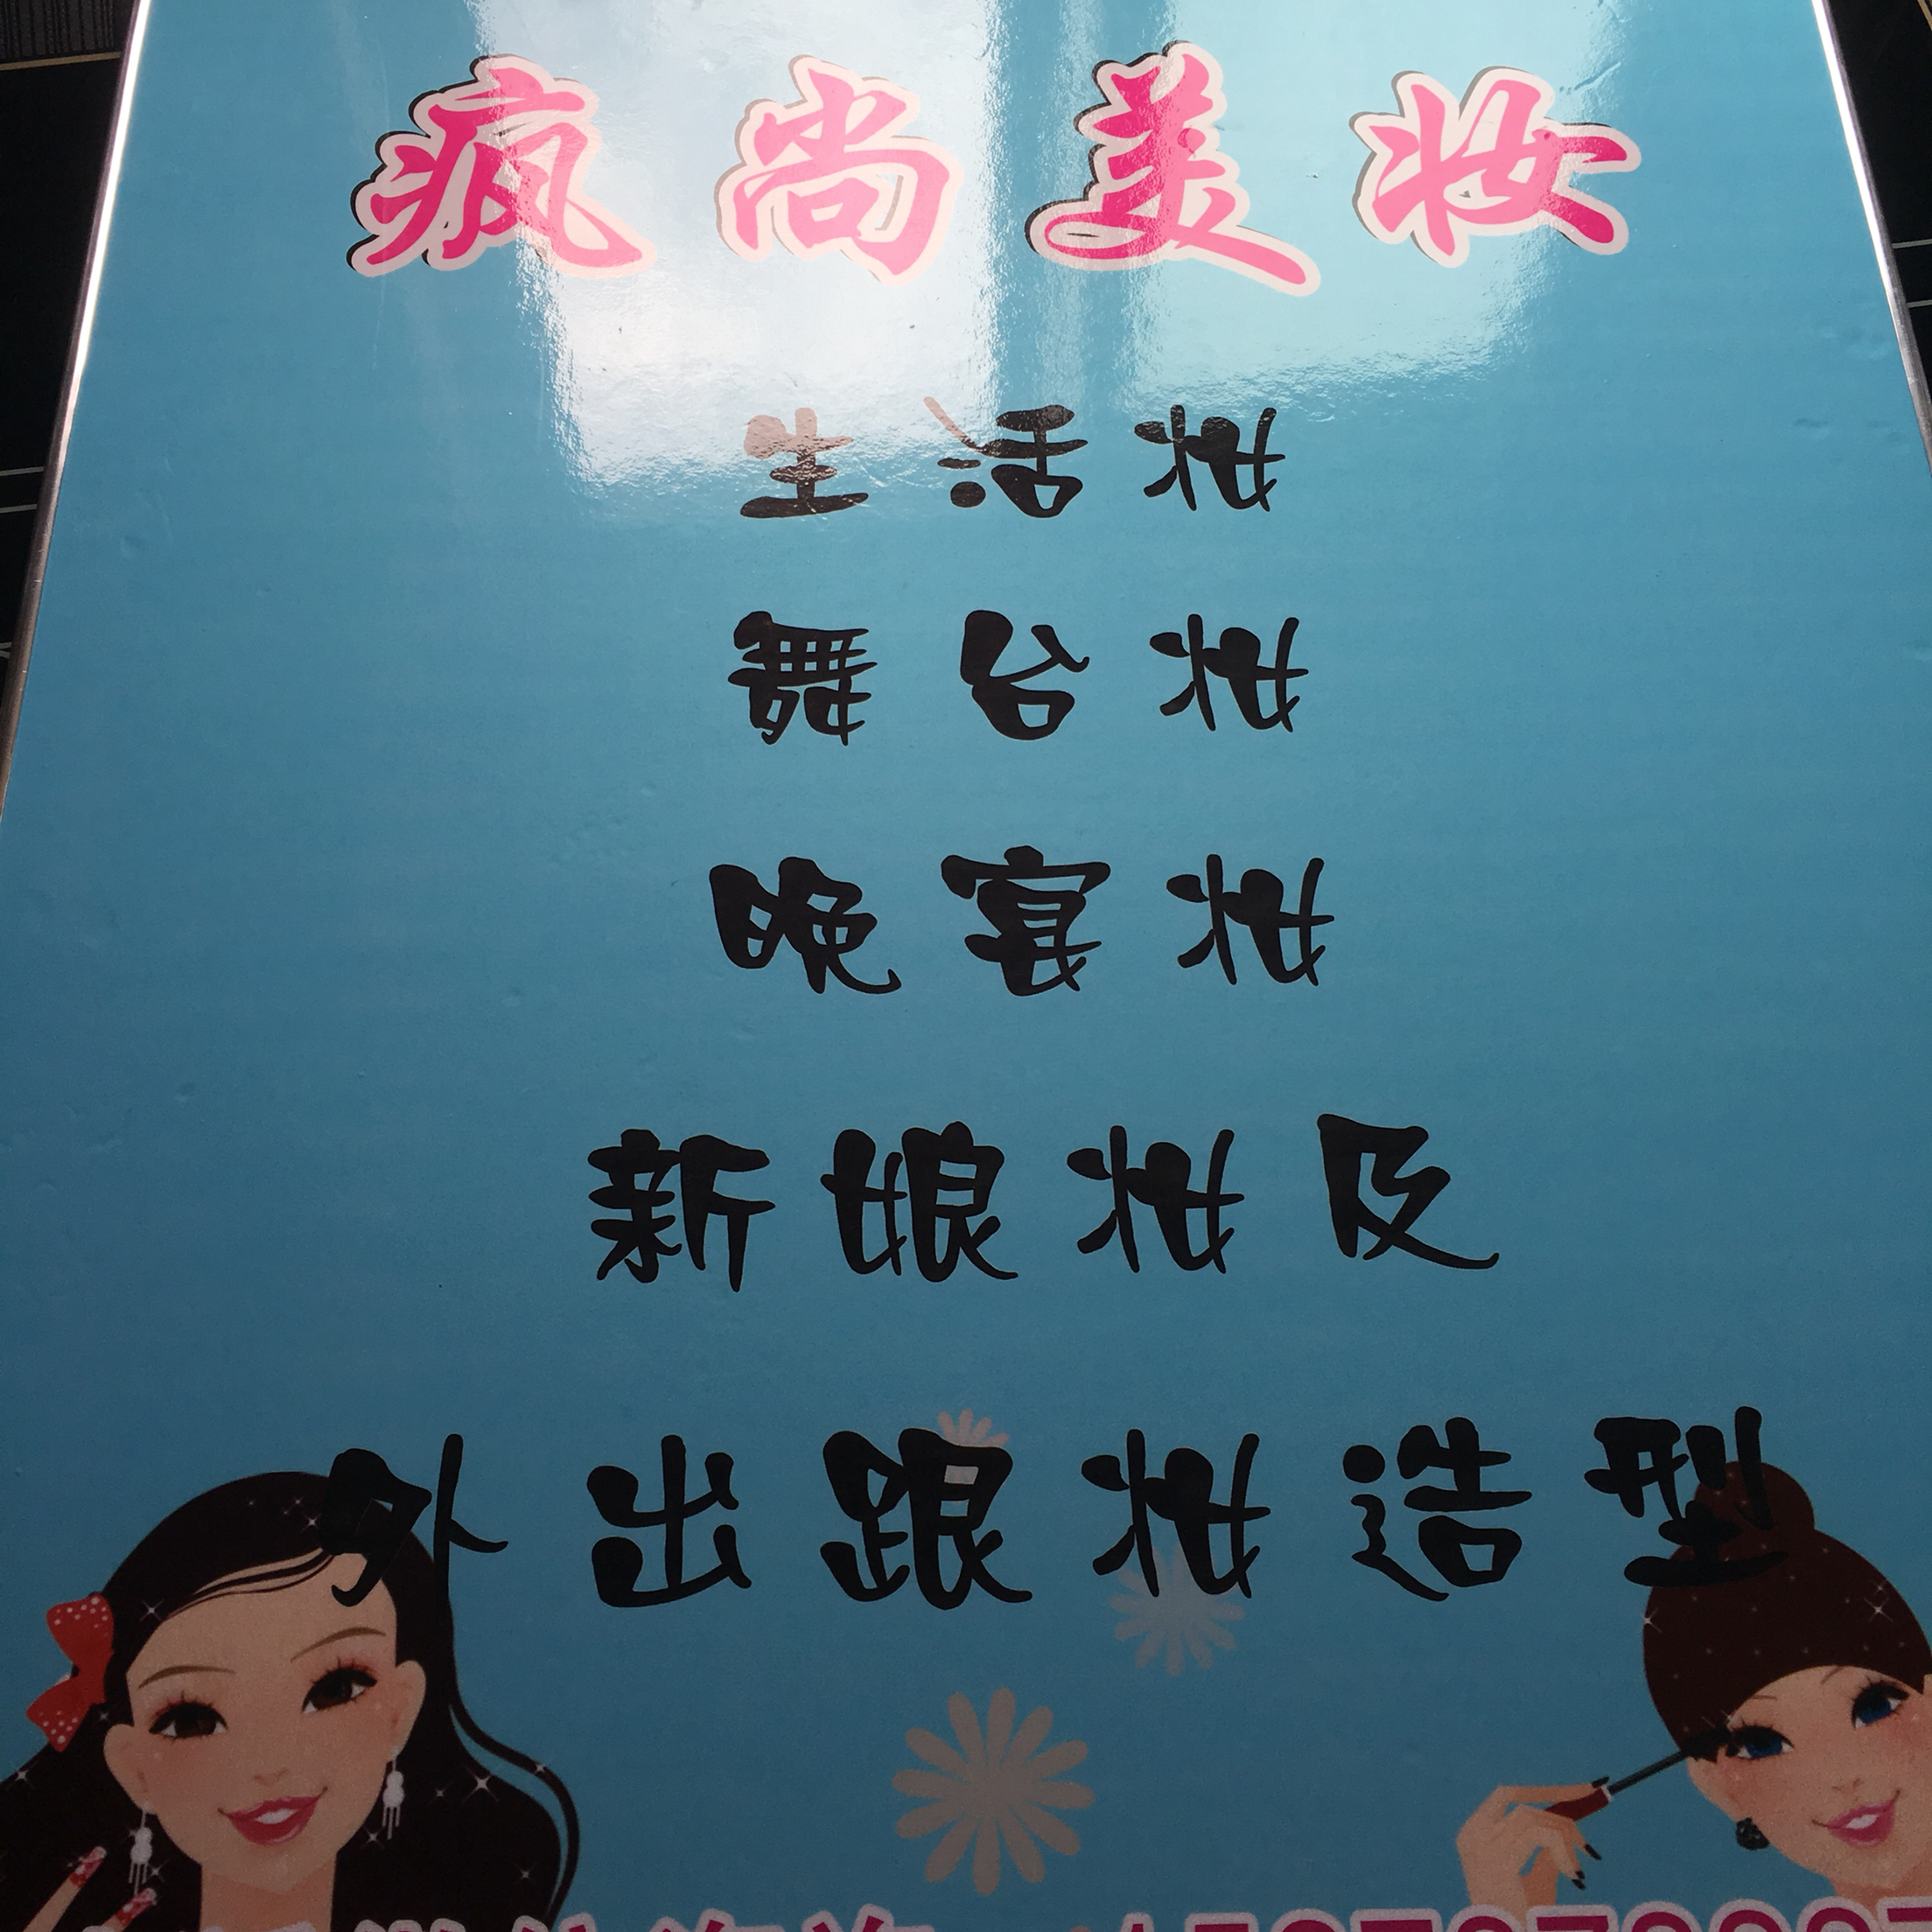 疯尚美妆
生活妆
舞台妆
晚宴妆
新娘妆及
外出跟妆造型